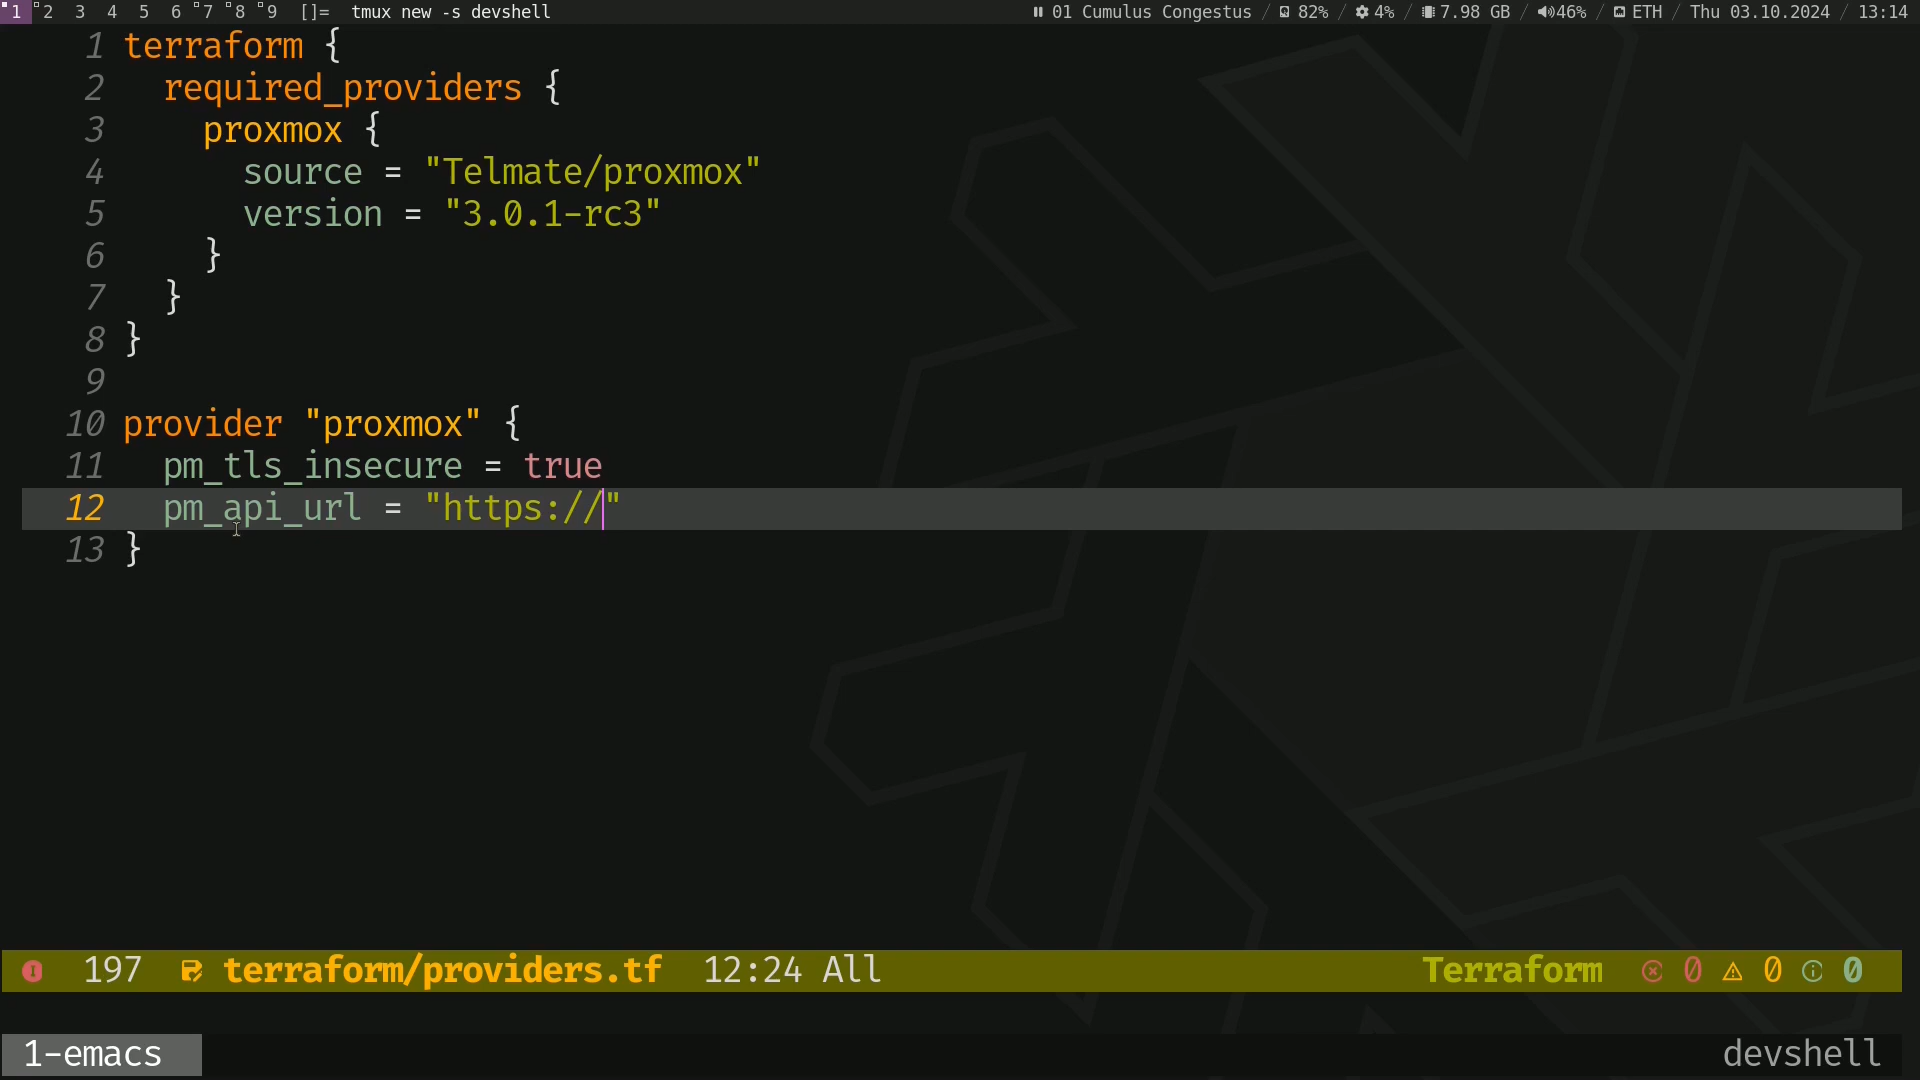 1 2 3 4 5 6 7 8 9 []= tmux new -s devshell 01 Cumulus Congestus / 82% / 4% / 7.98 GB / 46% / ETH / Thu 03.10.2024 / 13:14
1 terraform {
2   required_providers {
3     proxmox {
4       source = "Telmate/proxmox"
5       version = "3.0.1-rc3"
6     }
7   }
8 }
9
10 provider "proxmox" {
11   pm_tls_insecure = true
12   pm_api_url = "https://"
13 }
197 terraform/providers.tf 12:24 All Terraform 0 0 0
1-emacs devshell